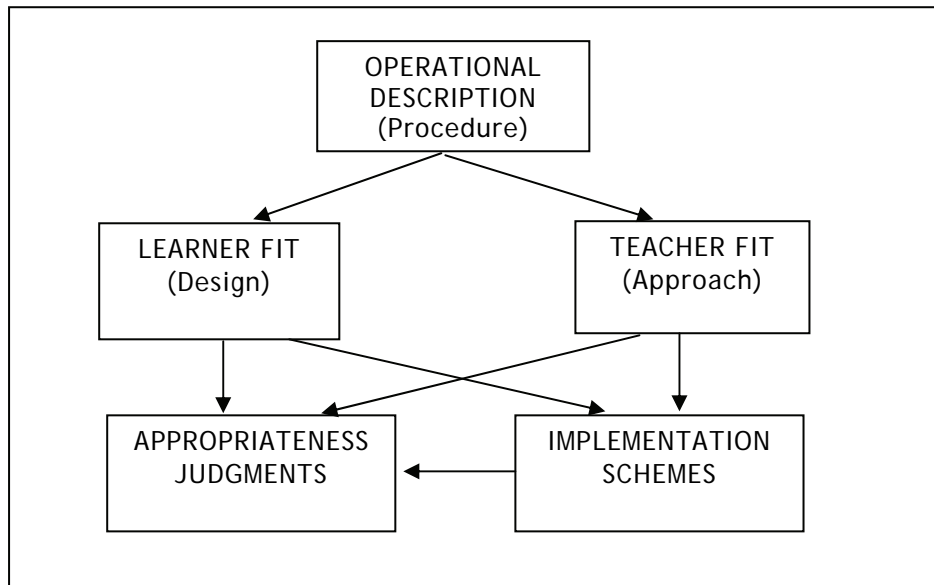 OPERATIONAL
DESCRIPTION
(Procedure)
LEARNER FIT
(Design)
TEACHER FIT
(Approach)
APPROPRIATENESS
JUDGMENTS
IMPLEMENTATION
SCHEMES